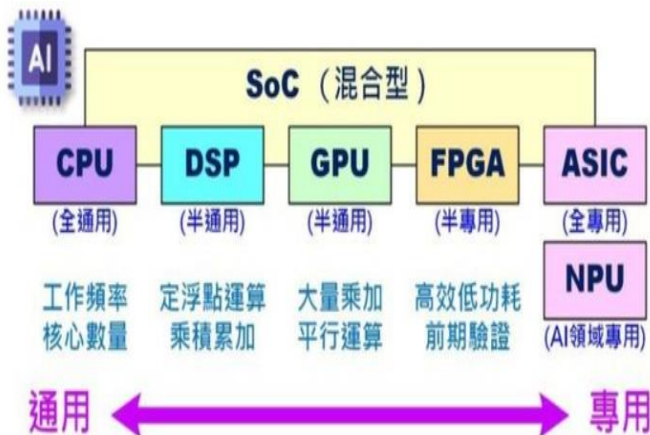 AI
SoC （混合型）
CPU DSP GPU FPGA ASIC
(全通用) (半通用) (半通用) (半專用) (全專用)
NPU
(AI領域專用)
工作頻率 定浮點運算 大量乘加 高效低功耗
核心數量 乘積累加 平行運算 前期驗證
通用 專用